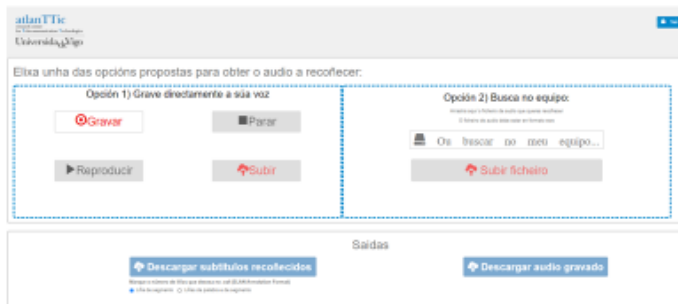 atlanTTic
Universida de Vigo
Elixa unha das opcións propostas para obter o audio a recoñecer:
Opción 1) Grave directamente a súa voz
Gravar
Parar
Reproducir
Subir
Opción 2) Busca no equipo:
Ou buscar no meu equipo...
Subir ficheiro
Saídas
Descargar subtítulos recoñecidos
Descargar audio gravado